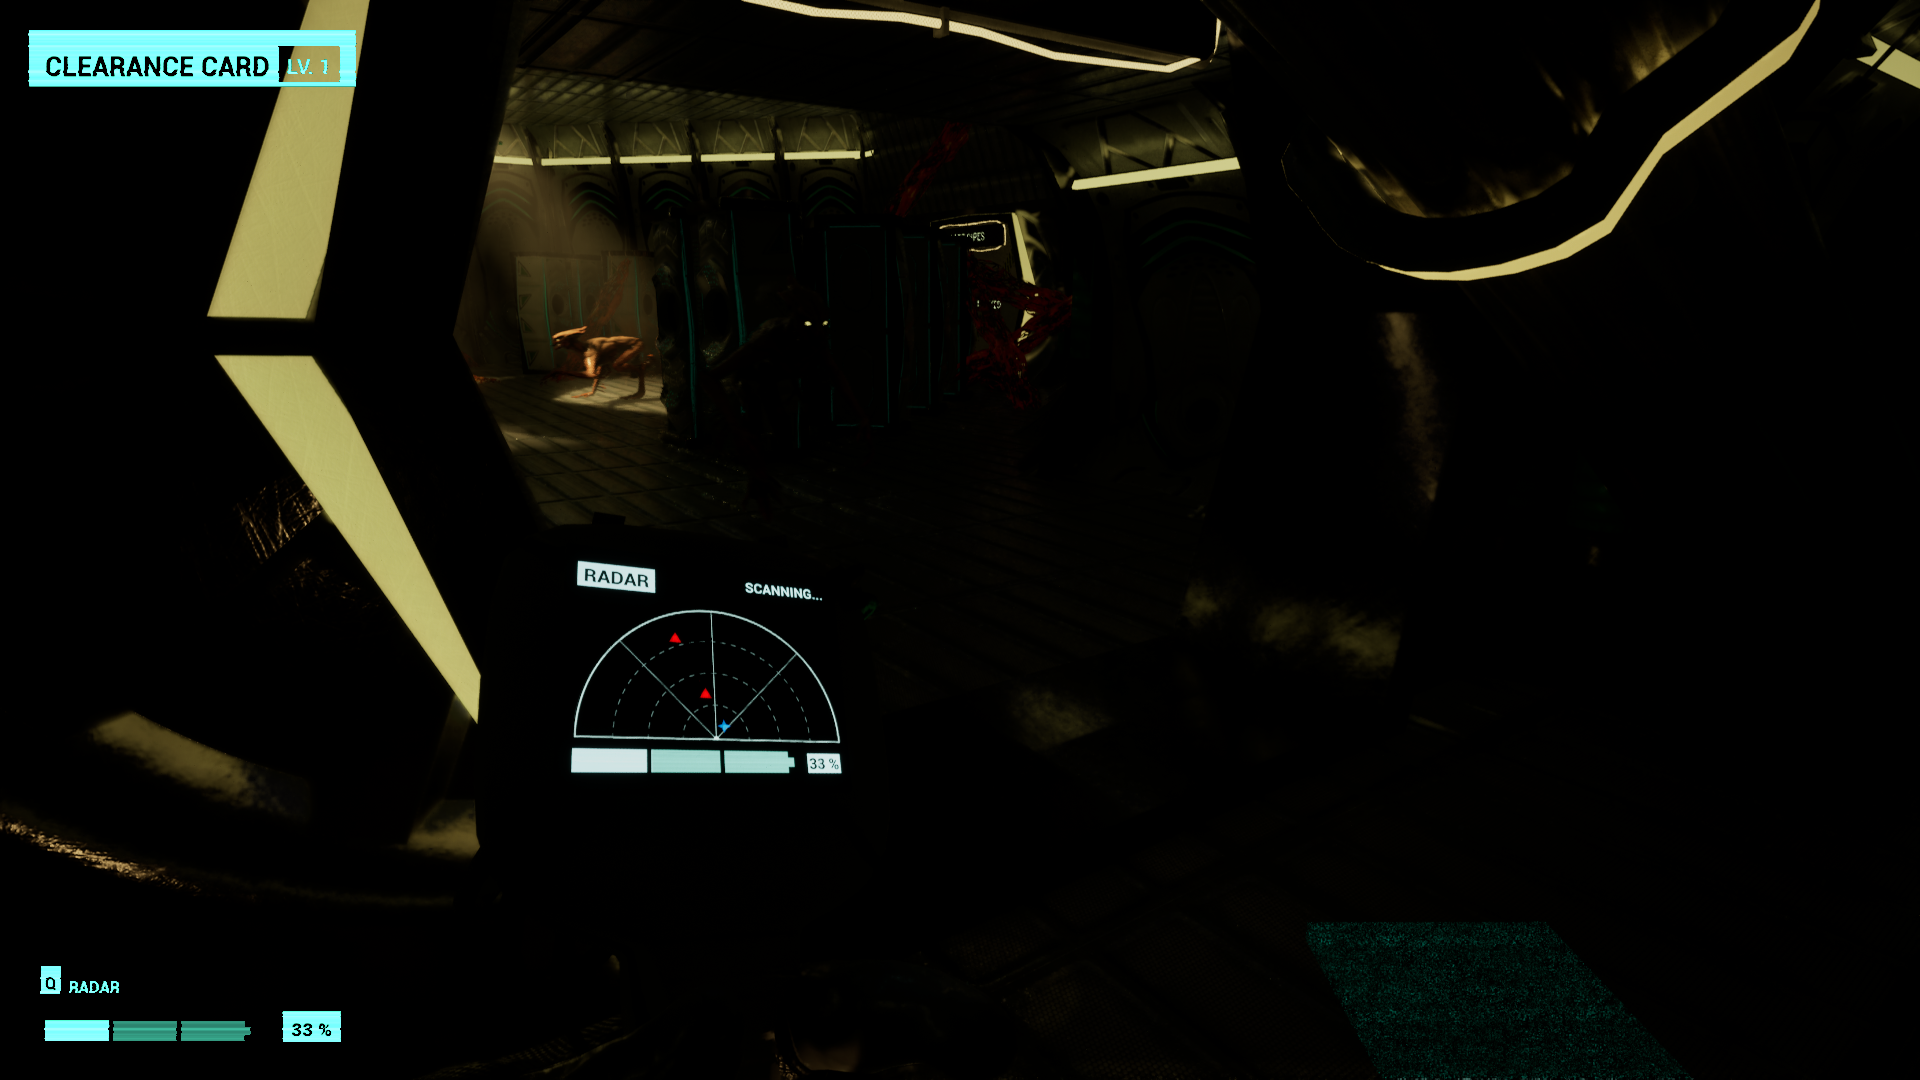 CLEARANCE CARD LV. 1
RADAR
SCANNING...
33 %
Q RADAR
33 %